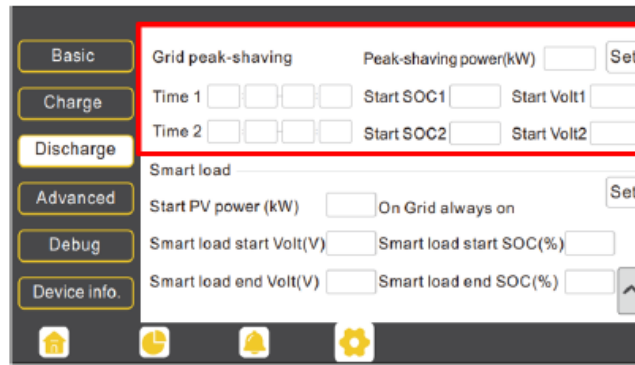 Basic
Charge
Discharge
Advanced
Debug
Device info.
Grid peak-shaving Peak-shaving power(kW) Set
Time 1 Start SOC1 Start Volt1
Time 2 Start SOC2 Start Volt2
Smart load
Set
Start PV power (kW) On Grid always on
Smart load start Volt(V) Smart load start SOC(%)
Smart load end Volt(V) Smart load end SOC(%)